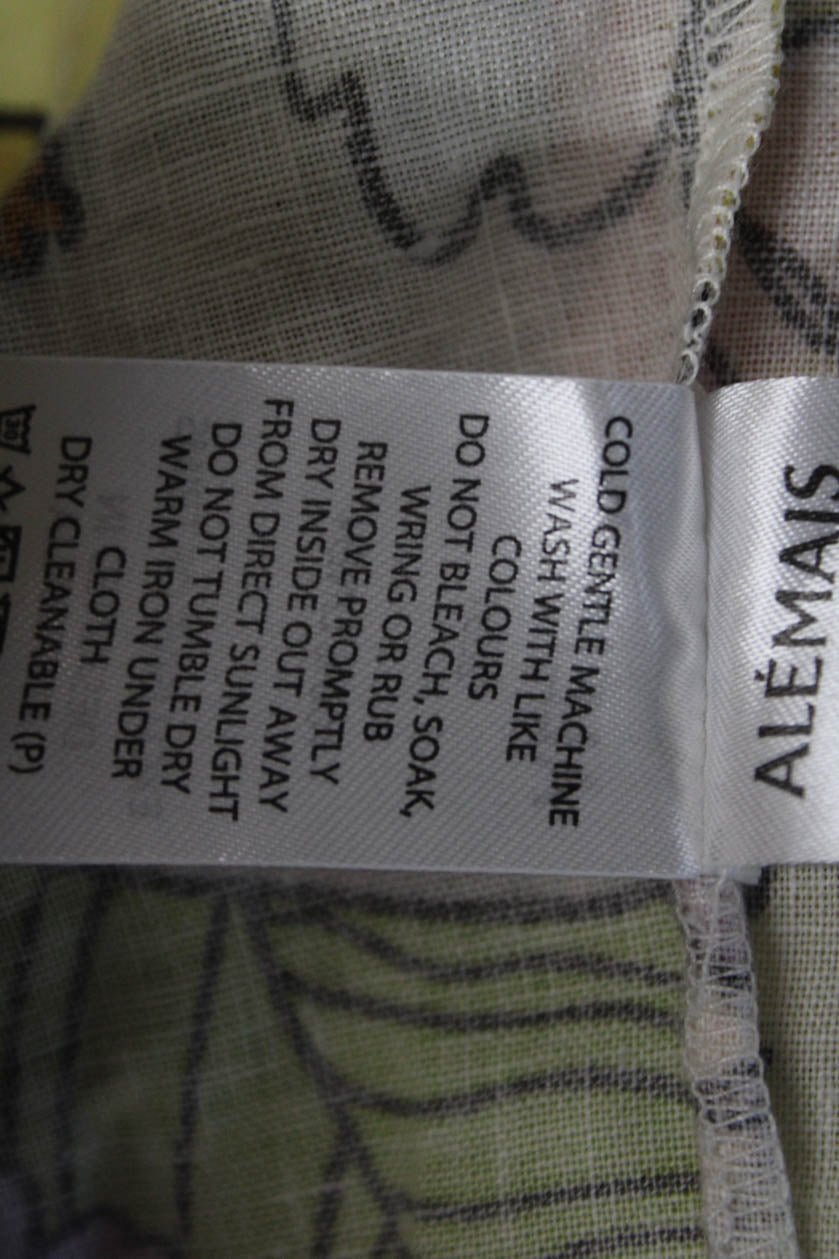 COLD GENTLE MACHINE
WASH WITH LIKE
COLOURS
DO NOT BLEACH, SOAK,
WRING OR RUB
REMOVE PROMPTLY
DRY INSIDE OUT AWAY
FROM DIRECT SUNLIGHT
DO NOT TUMBLE DRY
WARM IRON UNDER
CLOTH
DRY CLEANABLE (P)
30
ALÉMAIS